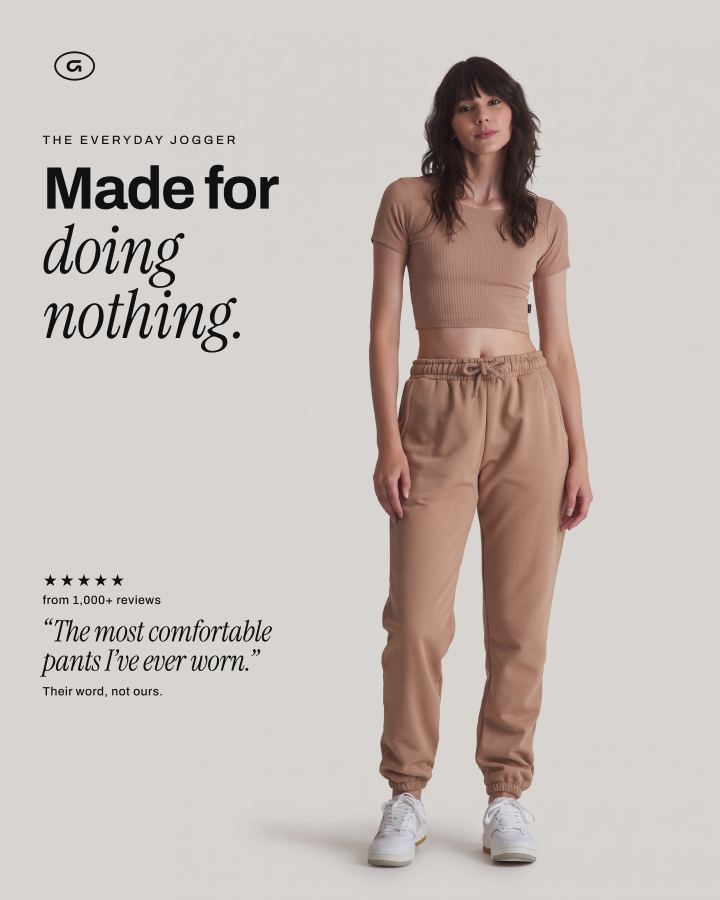 G
THE EVERYDAY JOGGER
Made for
doing
nothing.
★★★★★
from 1,000+ reviews
“The most comfortable
pants I’ve ever worn.”
Their word, not ours.